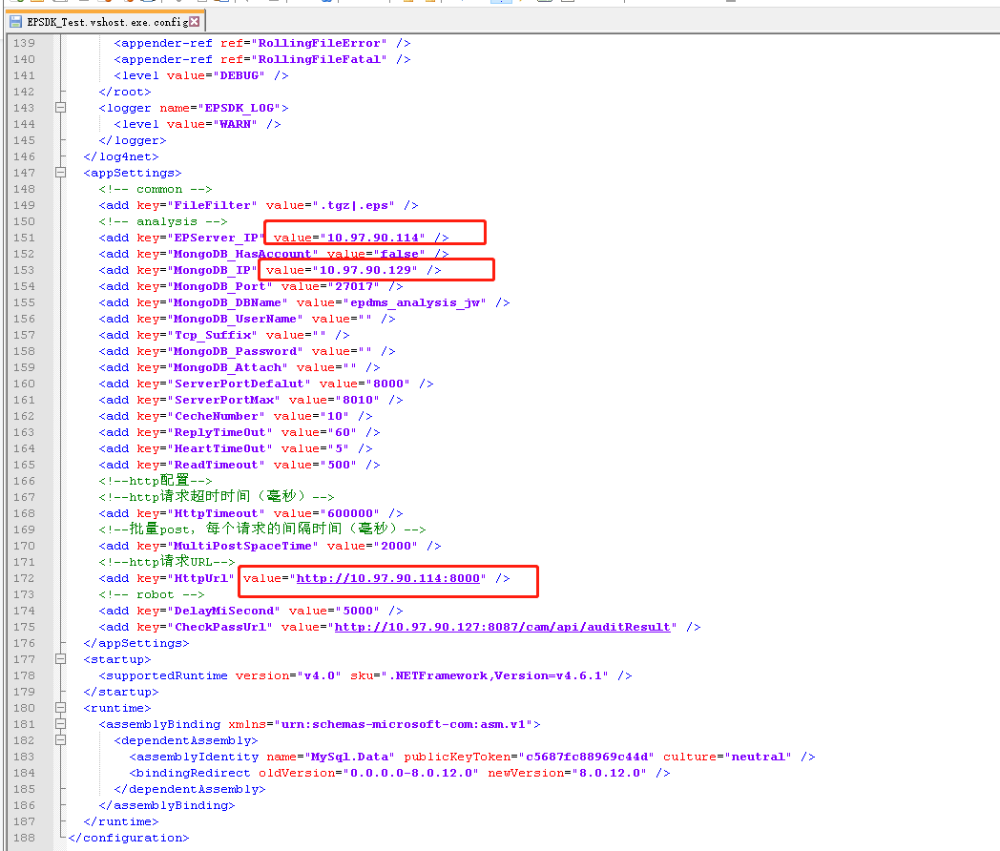 EPSDK_Test.vshost.exe.config
139 <appender-ref ref="RollingFileError" />
140 <appender-ref ref="RollingFileFatal" />
141 <level value="DEBUG" />
142 </root>
143 <logger name="EPSDK_LOG">
144 <level value="WARN" />
145 </logger>
146 </log4net>
147 <appSettings>
148 <!-- common -->
149 <add key="FileFilter" value=".tgz|.eps" />
150 <!-- analysis -->
151 <add key="EPServer_IP" value="10.97.90.114" />
152 <add key="MongoDB_HasAccount" value="false" />
153 <add key="MongoDB_IP" value="10.97.90.129" />
154 <add key="MongoDB_Port" value="27017" />
155 <add key="MongoDB_DBName" value="epdms_analysis_jw" />
156 <add key="MongoDB_UserName" value="" />
157 <add key="Tcp_Suffix" value="" />
158 <add key="MongoDB_Password" value="" />
159 <add key="MongoDB_Attach" value="" />
160 <add key="ServerPortDefalut" value="8000" />
161 <add key="ServerPortMax" value="8010" />
162 <add key="CecheNumber" value="10" />
163 <add key="ReplyTimeOut" value="60" />
164 <add key="HeartTimeOut" value="5" />
165 <add key="ReadTimeout" value="500" />
166 <!--http配置-->
167 <!--http请求超时时间（毫秒）-->
168 <add key="HttpTimeout" value="600000" />
169 <!--批量post，每个请求的间隔时间（毫秒）-->
170 <add key="MultiPostSpaceTime" value="2000" />
171 <!--http请求URL-->
172 <add key="HttpUrl" value="http://10.97.90.114:8000" />
173 <!-- robot -->
174 <add key="DelayMiSecond" value="5000" />
175 <add key="CheckPassUrl" value="http://10.97.90.127:8087/cam/api/auditResult" />
176 </appSettings>
177 <startup>
178 <supportedRuntime version="v4.0" sku=".NETFramework,Version=v4.6.1" />
179 </startup>
180 <runtime>
181 <assemblyBinding xmlns="urn:schemas-microsoft-com:asm.v1">
182 <dependentAssembly>
183 <assemblyIdentity name="MySql.Data" publicKeyToken="c5687fc88969c44d" culture="neutral" />
184 <bindingRedirect oldVersion="0.0.0.0-8.0.12.0" newVersion="8.0.12.0" />
185 </dependentAssembly>
186 </assemblyBinding>
187 </runtime>
188 </configuration>